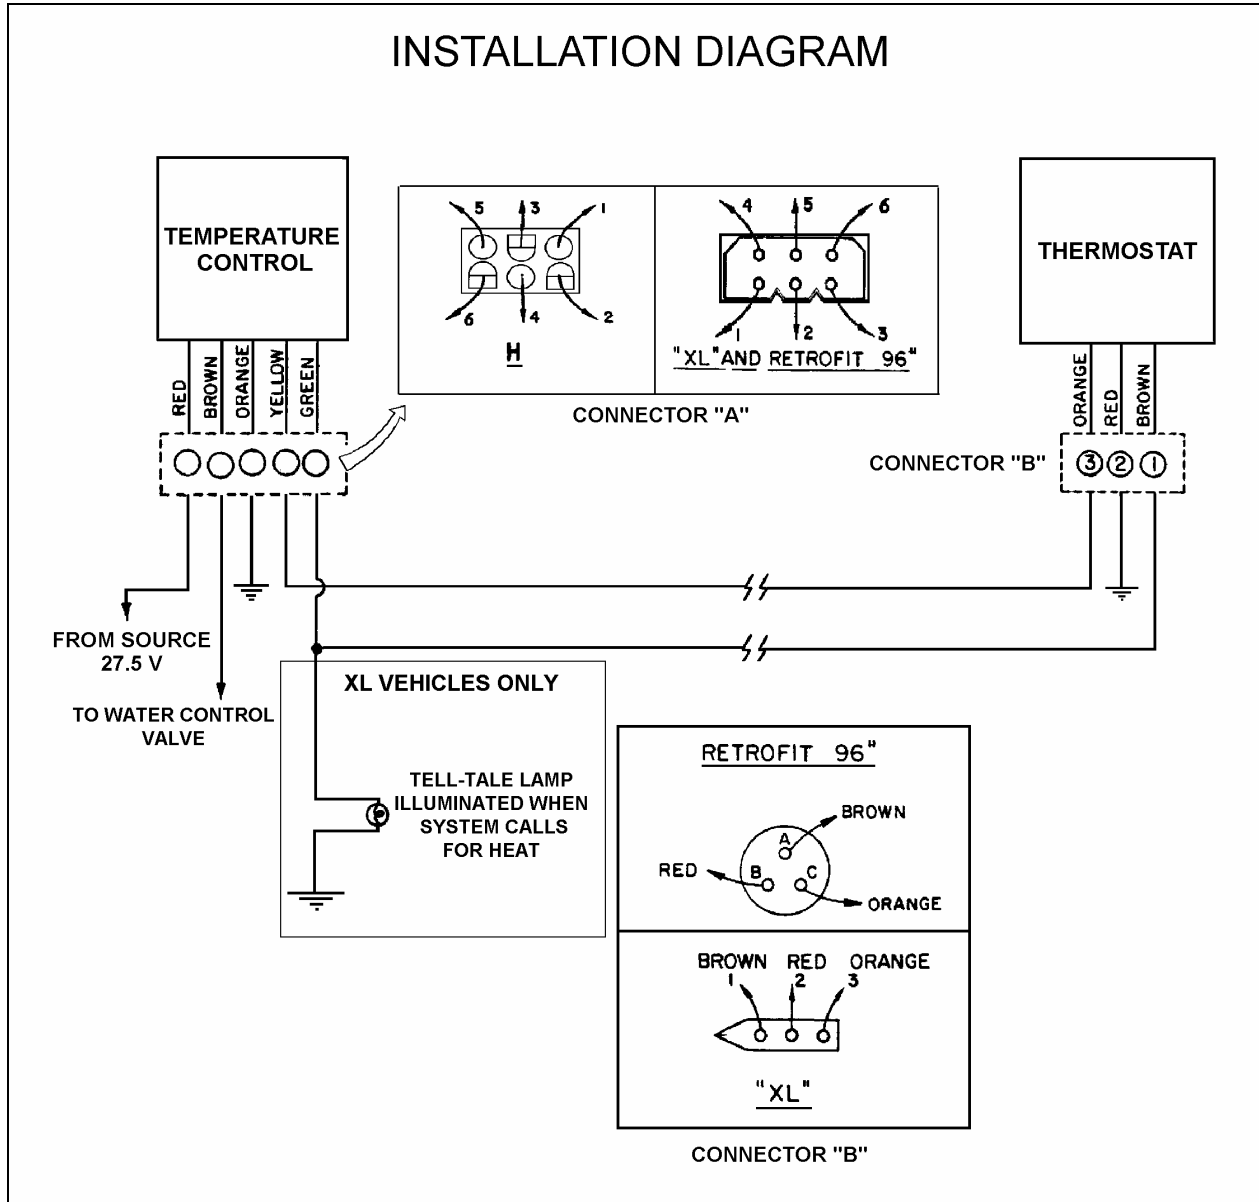 INSTALLATION DIAGRAM
TEMPERATURE
CONTROL
5
3
1
6
4
2
H
4
5
6
1
2
3
"XL" AND RETROFIT 96"
CONNECTOR "A"
THERMOSTAT
RED
BROWN
ORANGE
YELLOW
GREEN
ORANGE
RED
BROWN
CONNECTOR "B"
3
2
1
FROM SOURCE
27.5 V
TO WATER CONTROL
VALVE
XL VEHICLES ONLY
TELL-TALE LAMP
ILLUMINATED WHEN
SYSTEM CALLS
FOR HEAT
RETROFIT 96"
A
BROWN
RED
B
C
ORANGE
BROWN RED ORANGE
1 2 3
"XL"
CONNECTOR "B"